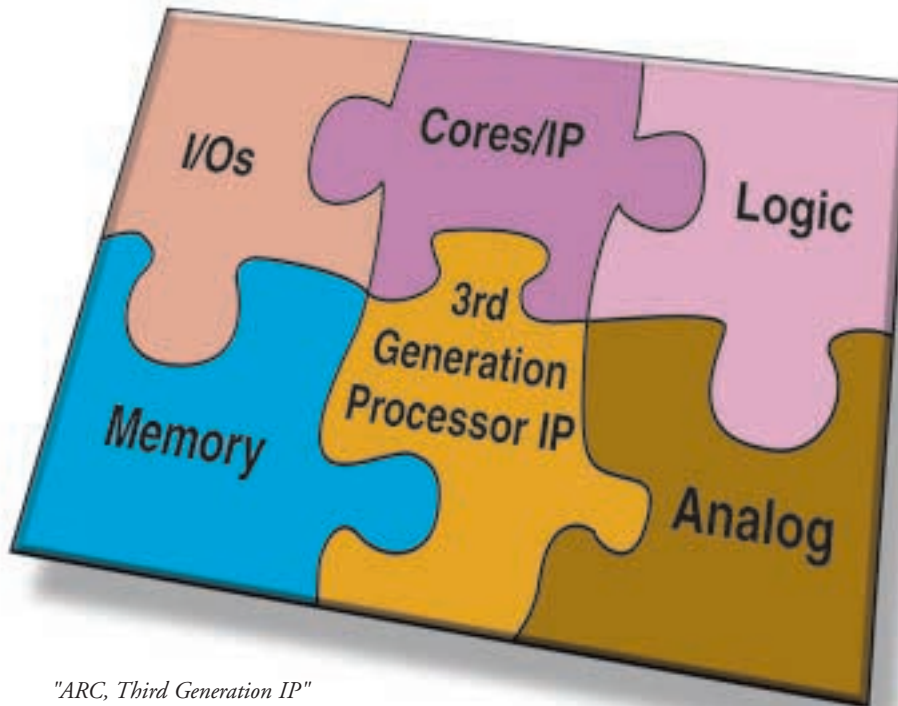 I/Os
Cores/IP
Logic
Memory
3rd
Generation
Processor IP
Analog
"ARC, Third Generation IP"